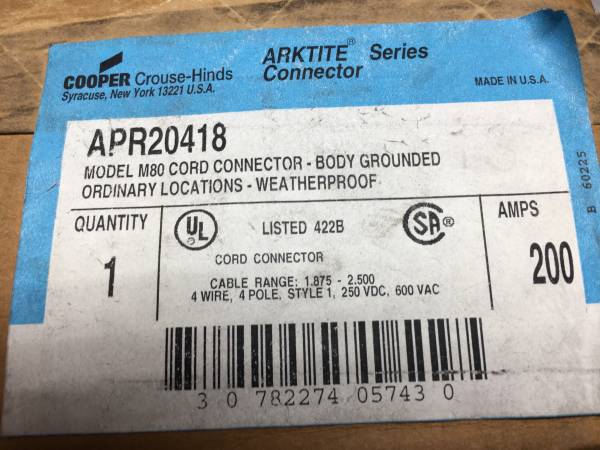 COOPER Crouse-Hinds
Syracuse, New York 13221 U.S.A.
ARKTITE® Series
Connector
MADE IN U.S.A.
APR20418
MODEL M80 CORD CONNECTOR - BODY GROUNDED
ORDINARY LOCATIONS - WEATHERPROOF
B 60225
QUANTITY
1
UL
LISTED 422B
SA®
CORD CONNECTOR
CABLE RANGE: 1.875 - 2.500
4 WIRE, 4 POLE, STYLE 1, 250 VDC, 600 VAC
AMPS
200
3 0 782274 05743 0